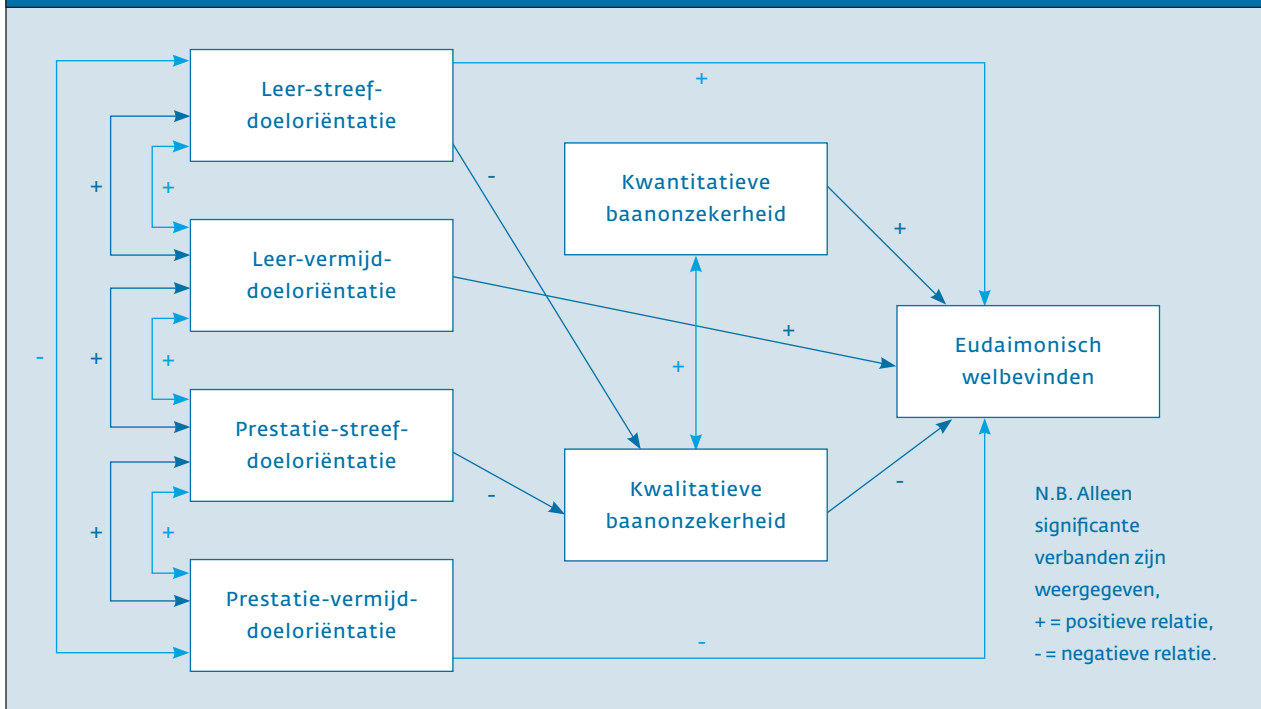 Leer-streef-
doeloriëntatie
Leer-vermijd-
doeloriëntatie
Prestatie-streef-
doeloriëntatie
Prestatie-vermijd-
doeloriëntatie
-
+
+
+
+
+
+
+
-
-
+
-
Kwantitatieve
baanonzekerheid
+
Kwalitatieve
baanonzekerheid
+
+
-
Eudaimonisch
welbevinden
N.B. Alleen
significante
verbanden zijn
weergegeven,
+ = positieve relatie,
- = negatieve relatie.